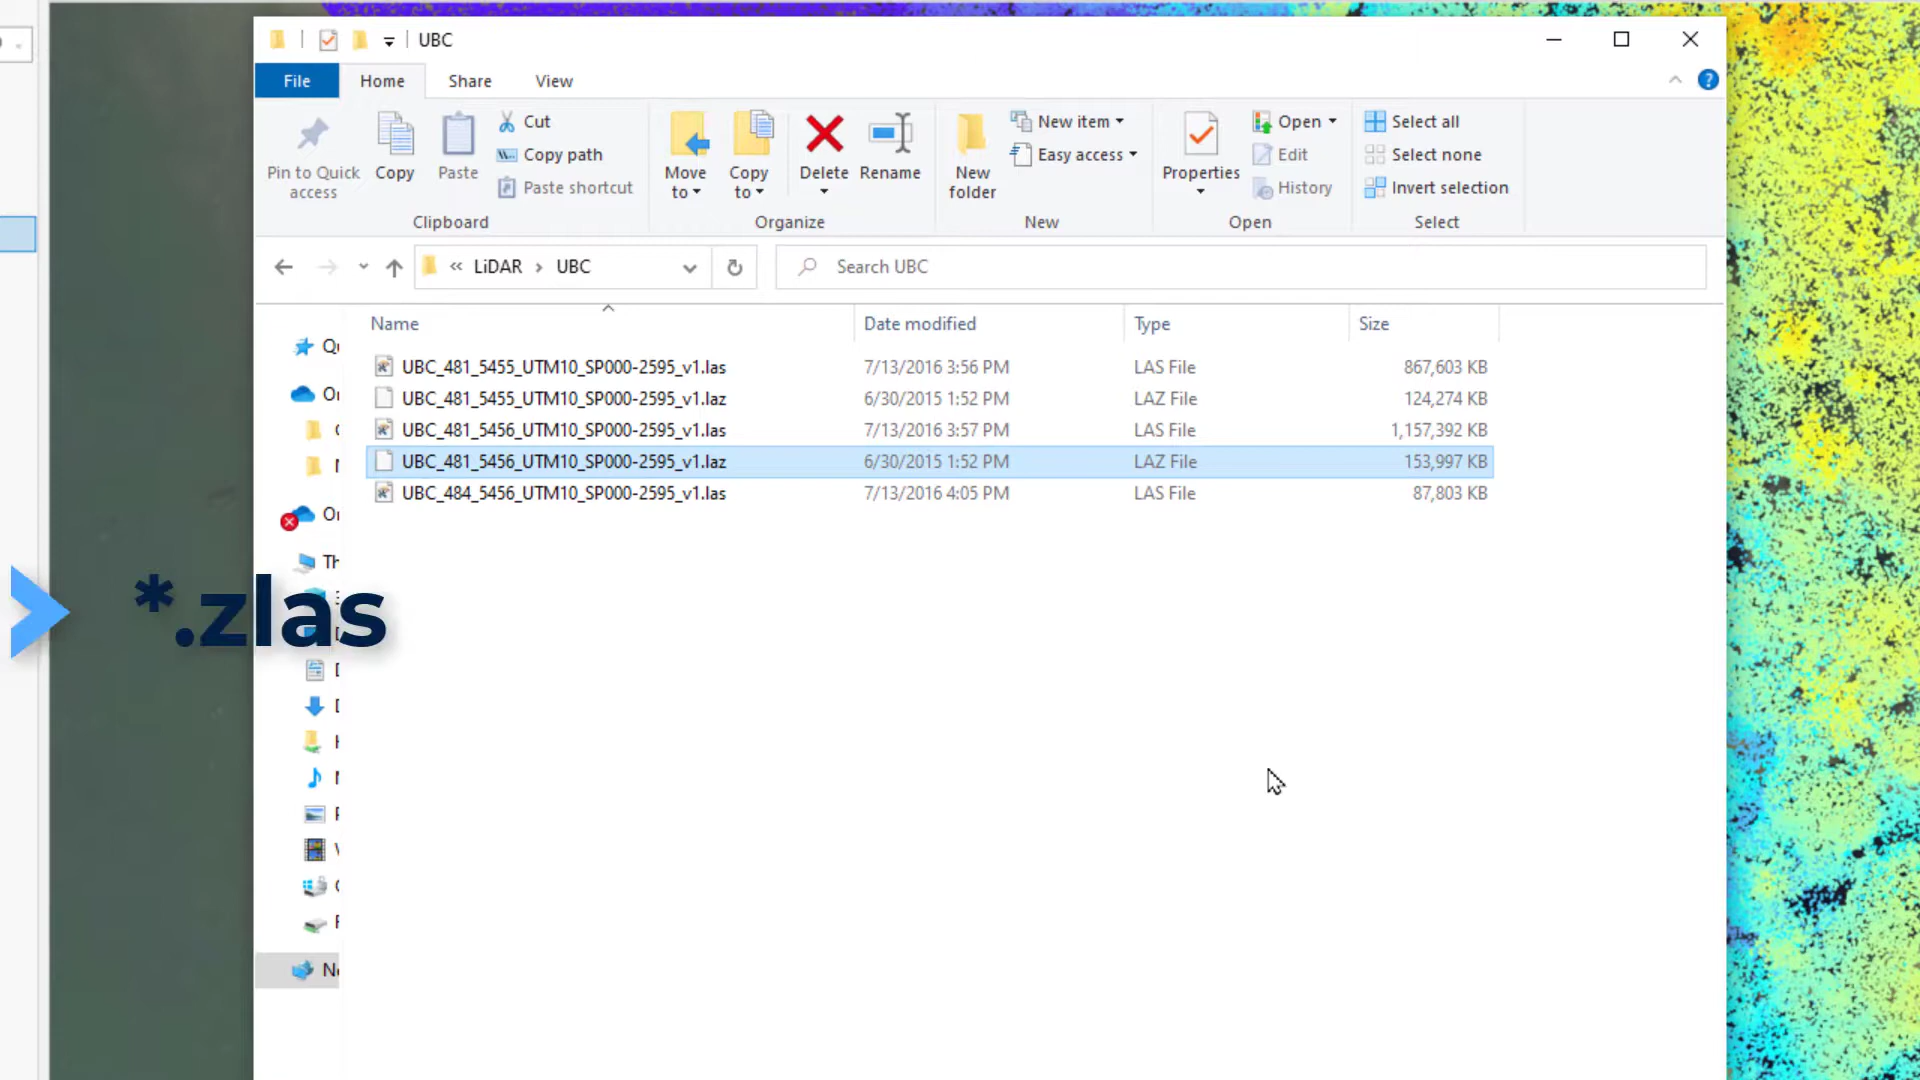 UBC
File Home Share View
Pin to Quick access
Copy
Paste
Cut
Copy path
Paste shortcut
Clipboard
Move to
Copy to
Delete
Rename
Organize
New folder
New item
Easy access
New
Properties
Open
Edit
History
Open
Select all
Select none
Invert selection
Select
« LiDAR › UBC
Search UBC
Name Date modified Type Size
UBC_481_5455_UTM10_SP000-2595_v1.las 7/13/2016 3:56 PM LAS File 867,603 KB
UBC_481_5455_UTM10_SP000-2595_v1.laz 6/30/2015 1:52 PM LAZ File 124,274 KB
UBC_481_5456_UTM10_SP000-2595_v1.las 7/13/2016 3:57 PM LAS File 1,157,392 KB
UBC_481_5456_UTM10_SP000-2595_v1.laz 6/30/2015 1:52 PM LAZ File 153,997 KB
UBC_484_5456_UTM10_SP000-2595_v1.las 7/13/2016 4:05 PM LAS File 87,803 KB
*.zlas